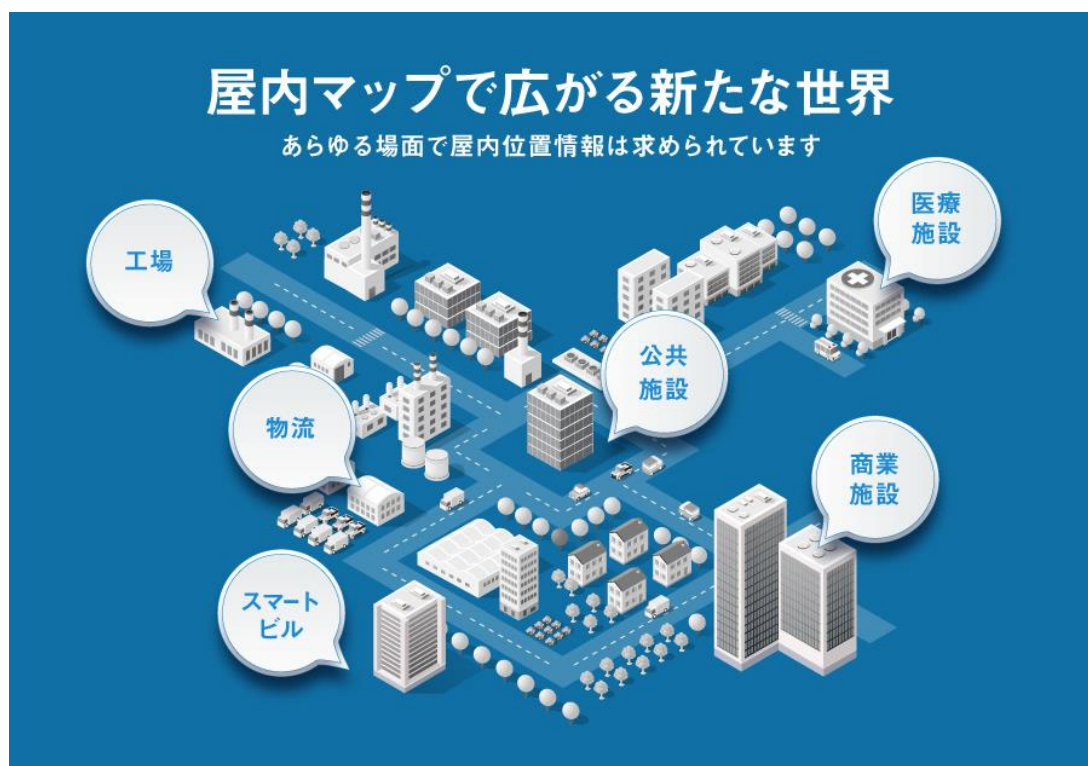 屋内マップで広がる新たな世界
あらゆる場面で屋内位置情報は求められています
医療
施設
工場
公共
施設
物流
商業
施設
スマート
ビル